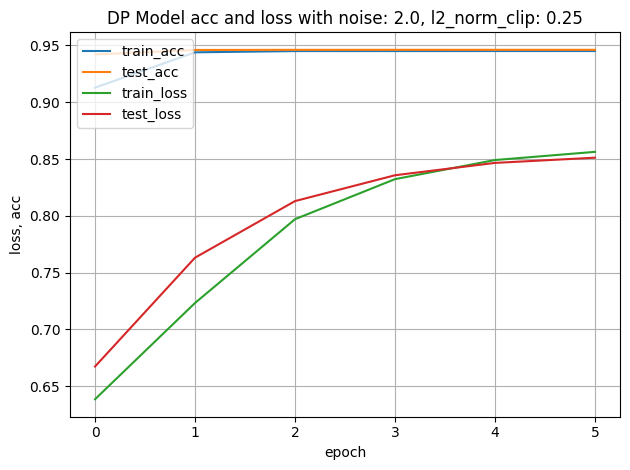 DP Model acc and loss with noise: 2.0, l2_norm_clip: 0.25
0.95
0.90
0.85
0.80
0.75
0.70
0.65
loss, acc
train_acc
test_acc
train_loss
test_loss
0 1 2 3 4 5
epoch